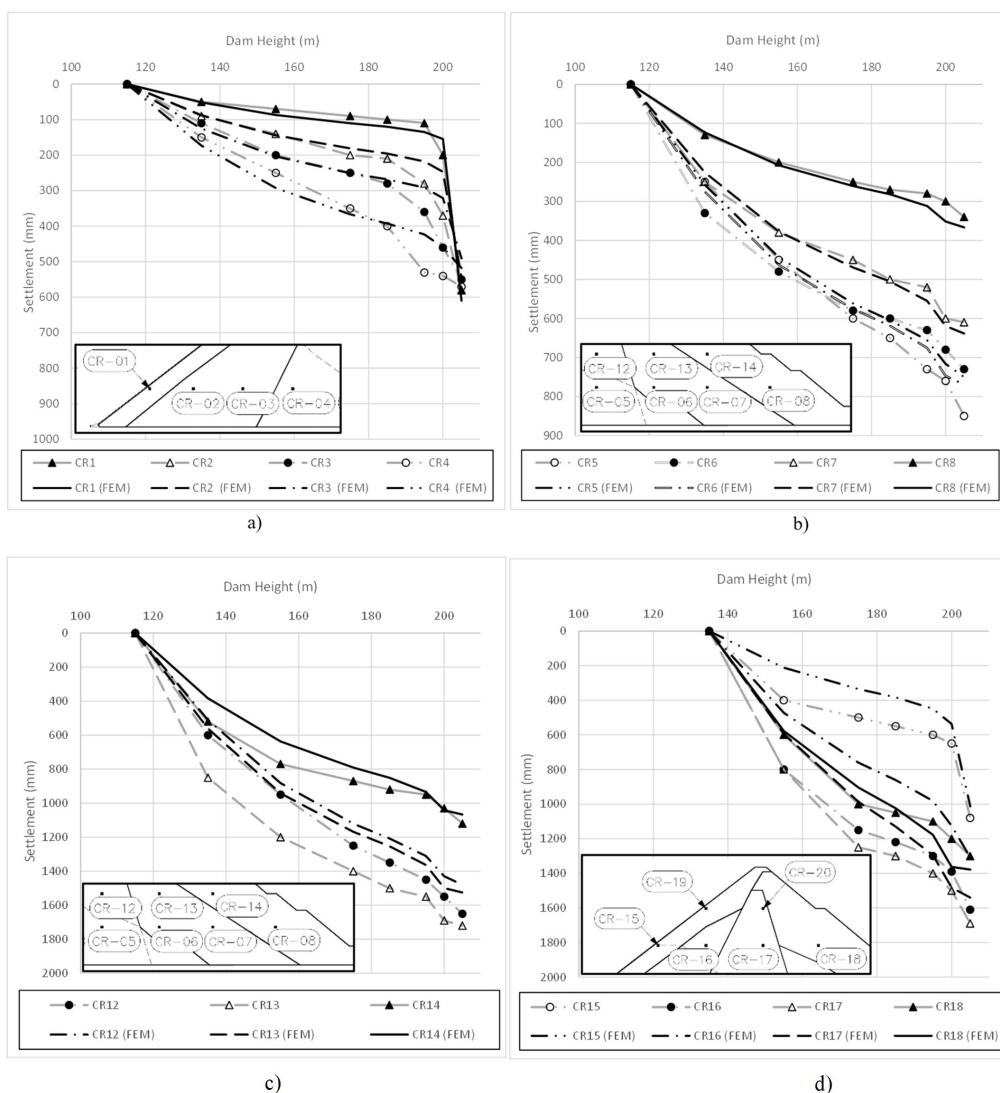 Dam Height (m)
100 120 140 160 180 200
0
100
200
300
400
500
600
700
800
900
1000
Settlement (mm)
CR-01
CR-02 CR-03 CR-04
CR1 CR2 CR3 CR4
CR1 (FEM) CR2 (FEM) CR3 (FEM) CR4 (FEM)
a)
Dam Height (m)
100 120 140 160 180 200
0
100
200
300
400
500
600
700
800
900
Settlement (mm)
CR-12 CR-13 CR-14
CR-05 CR-06 CR-07 CR-08
CR5 CR6 CR7 CR8
CR5 (FEM) CR6 (FEM) CR7 (FEM) CR8 (FEM)
b)
Dam Height (m)
100 120 140 160 180 200
0
200
400
600
800
1000
1200
1400
1600
1800
2000
Settlement (mm)
CR-12 CR-13 CR-14
CR-05 CR-06 CR-07 CR-08
CR12 CR13 CR14
CR12 (FEM) CR13 (FEM) CR14 (FEM)
c)
Dam Height (m)
100 120 140 160 180 200
0
200
400
600
800
1000
1200
1400
1600
1800
2000
Settlement (mm)
CR-19 CR-20
CR-15
CR-16 CR-17 CR-18
CR15 CR16 CR17 CR18
CR15 (FEM) CR16 (FEM) CR17 (FEM) CR18 (FEM)
d)